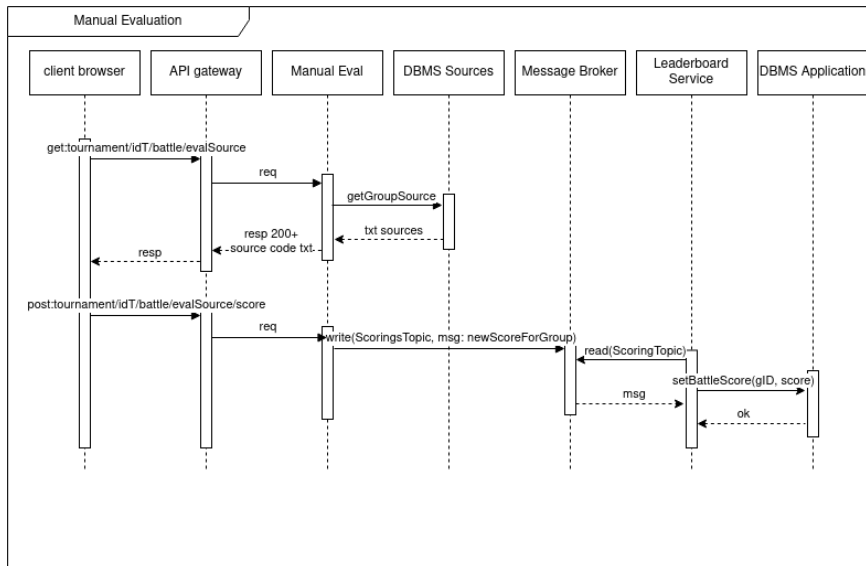 Manual Evaluation
client browser
API gateway
Manual Eval
DBMS Sources
Message Broker
Leaderboard
Service
DBMS Application
get:tournament/idT/battle/evalSource
req
getGroupSource
txt sources
resp 200+
source code txt
resp
post:tournament/idT/battle/evalSource/score
req
write(ScoringsTopic, msg: newScoreForGroup)
read(ScoringTopic)
setBattleScore(gID, score)
msg
ok